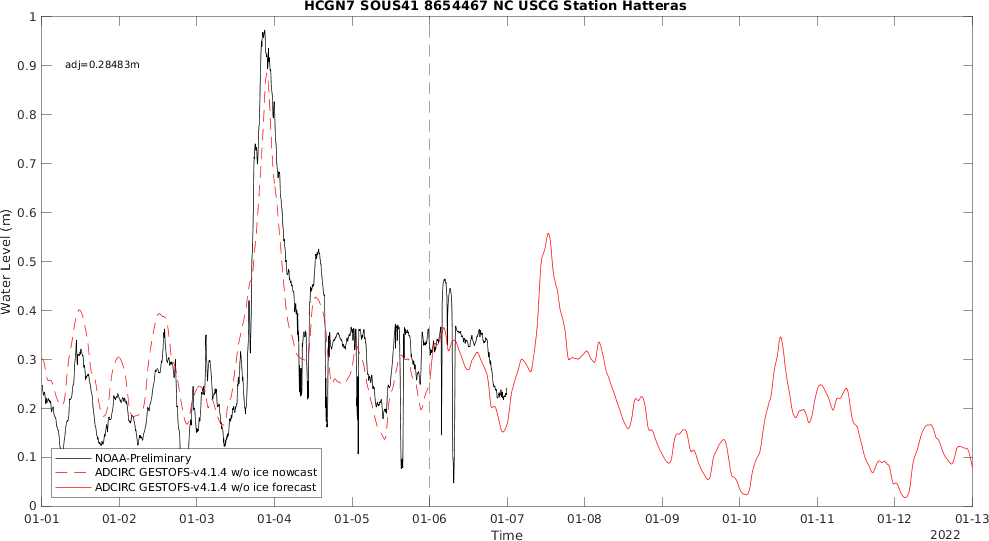 HCGN7 SOUS41 8654467 NC USCG Station Hatteras
1
0.9
adj=0.28483m
0.8
0.7
0.6
0.5
0.4
0.3
0.2
0.1
0
Water Level (m)
NOAA-Preliminary
ADCIRC GESTOFS-v4.1.4 w/o ice nowcast
ADCIRC GESTOFS-v4.1.4 w/o ice forecast
01-01 01-02 01-03 01-04 01-05 01-06 01-07 01-08 01-09 01-10 01-11 01-12 01-13
Time
2022